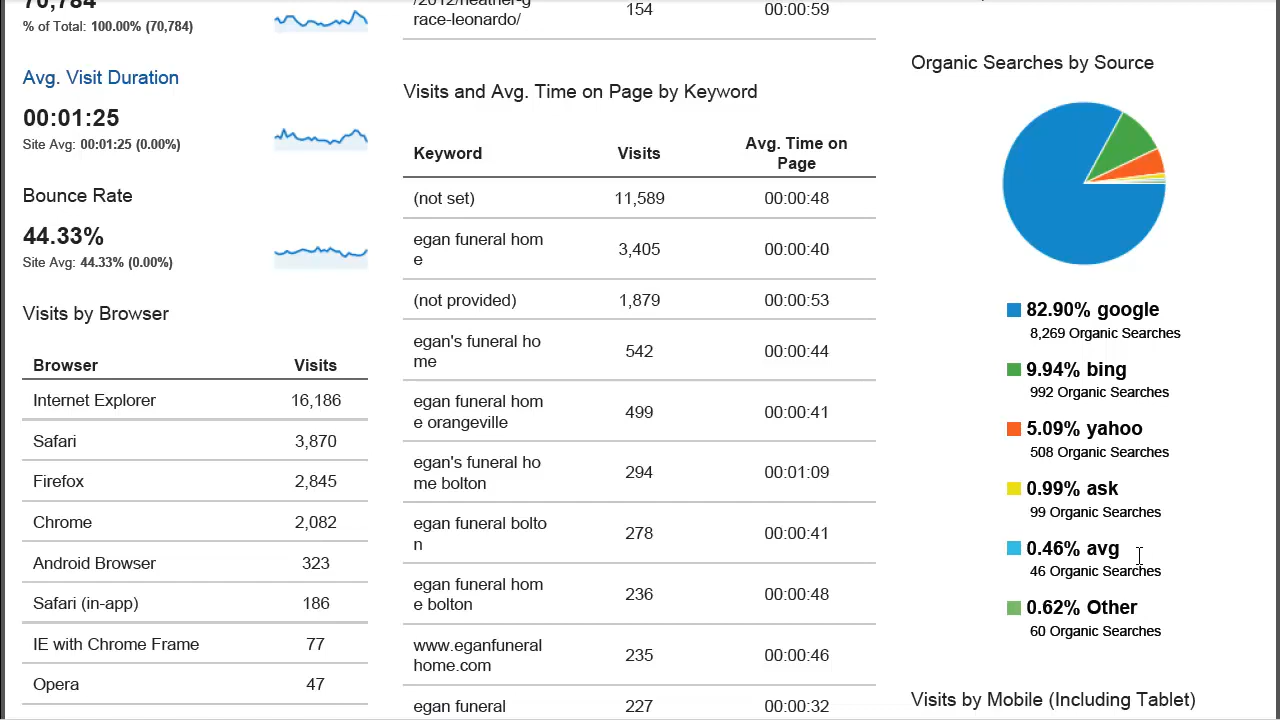 70,784
% of Total: 100.00% (70,784)
Avg. Visit Duration
00:01:25
Site Avg: 00:01:25 (0.00%)
Bounce Rate
44.33%
Site Avg: 44.33% (0.00%)
Visits by Browser
Browser Visits
Internet Explorer 16,186
Safari 3,870
Firefox 2,845
Chrome 2,082
Android Browser 323
Safari (in-app) 186
IE with Chrome Frame 77
Opera 47
/2012/heather-g
race-leonardo/ 154 00:00:59
Visits and Avg. Time on Page by Keyword
Keyword Visits Avg. Time on
Page
(not set) 11,589 00:00:48
egan funeral hom
e 3,405 00:00:40
(not provided) 1,879 00:00:53
egan's funeral ho
me 542 00:00:44
egan funeral hom
e orangeville 499 00:00:41
egan's funeral ho
me bolton 294 00:01:09
egan funeral bolto
n 278 00:00:41
egan funeral hom
e bolton 236 00:00:48
www.eganfuneral
home.com 235 00:00:46
egan funeral 227 00:00:32
Organic Searches by Source
82.90% google
8,269 Organic Searches
9.94% bing
992 Organic Searches
5.09% yahoo
508 Organic Searches
0.99% ask
99 Organic Searches
0.46% avg
46 Organic Searches
0.62% Other
60 Organic Searches
Visits by Mobile (Including Tablet)